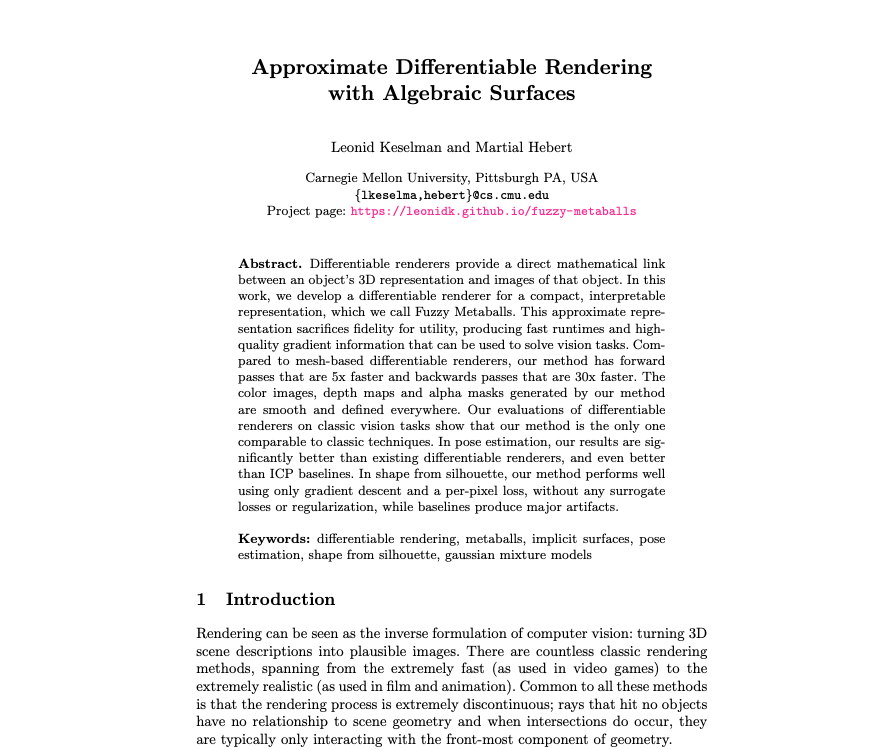 Approximate Differentiable Rendering
with Algebraic Surfaces
Leonid Keselman and Martial Hebert
Carnegie Mellon University, Pittsburgh PA, USA
{lkeselma,hebert}@cs.cmu.edu
Project page: https://leonidk.github.io/fuzzy-metaballs
Abstract. Differentiable renderers provide a direct mathematical link
between an object's 3D representation and images of that object. In this
work, we develop a differentiable renderer for a compact, interpretable
representation, which we call Fuzzy Metaballs. This approximate repre-
sentation sacrifices fidelity for utility, producing fast runtimes and high-
quality gradient information that can be used to solve vision tasks. Com-
pared to mesh-based differentiable renderers, our method has forward
passes that are 5x faster and backwards passes that are 30x faster. The
color images, depth maps and alpha masks generated by our method
are smooth and defined everywhere. Our evaluations of differentiable
renderers on classic vision tasks show that our method is the only one
comparable to classic techniques. In pose estimation, our results are sig-
nificantly better than existing differentiable renderers, and even better
than ICP baselines. In shape from silhouette, our method performs well
using only gradient descent and a per-pixel loss, without any surrogate
losses or regularization, while baselines produce major artifacts.
Keywords: differentiable rendering, metaballs, implicit surfaces, pose
estimation, shape from silhouette, gaussian mixture models
1 Introduction
Rendering can be seen as the inverse formulation of computer vision: turning 3D
scene descriptions into plausible images. There are countless classic rendering
methods, spanning from the extremely fast (as used in video games) to the
extremely realistic (as used in film and animation). Common to all these methods
is that the rendering process is extremely discontinuous; rays that hit no objects
have no relationship to scene geometry and when intersections do occur, they
are typically only interacting with the front-most component of geometry.